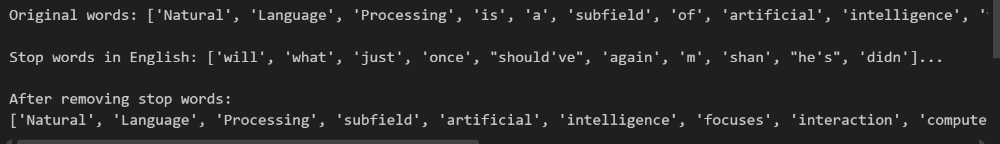 Original words: ['Natural', 'Language', 'Processing', 'is', 'a', 'subfield', 'of', 'artificial', 'intelligence', '
Stop words in English: ['will', 'what', 'just', 'once', "should've", 'again', 'm', 'shan', "he's", 'didn']...
After removing stop words:
['Natural', 'Language', 'Processing', 'subfield', 'artificial', 'intelligence', 'focuses', 'interaction', 'compute